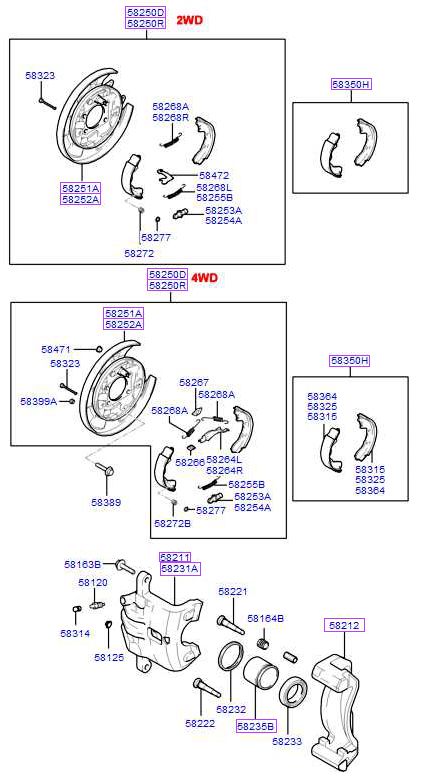 58250D
58250R
2WD
58323
58268A
58268R
58350H
58472
58268L
58255B
58251A
58252A
58253A
58254A
58277
58272
58250D
58250R
4WD
58251A
58252A
58471
58323
58350H
58267
58268A
58399A
58268A
58364
58325
58315
58266
58264L
58264R
58315
58325
58364
58255B
58253A
58254A
58389
58277
58272B
58211
58231A
58163B
58120
58221
58164B
58212
58314
58125
58232
58222
58235B
58233